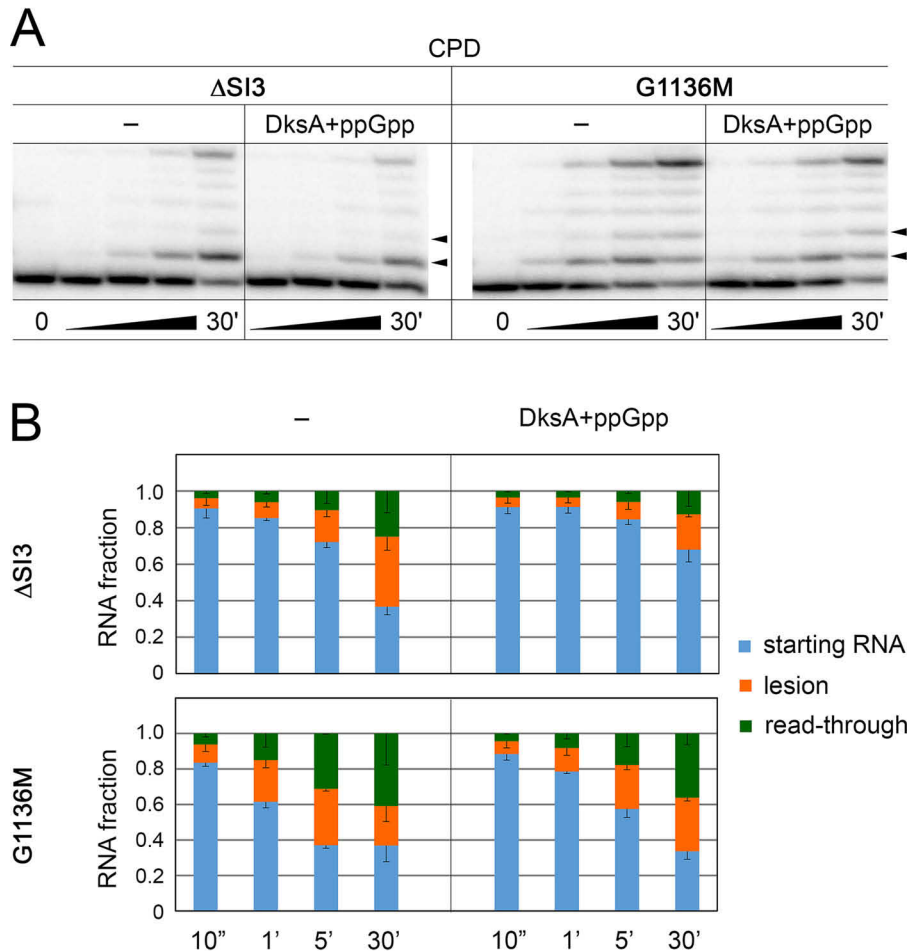 A
CPD
ΔSI3 G1136M
– DksA+ppGpp – DksA+ppGpp
0 30' 30' 0 30' 30'
B
– DksA+ppGpp
ΔSI3
RNA fraction
1.0
0.8
0.6
0.4
0.2
0
starting RNA
lesion
read-through
G1136M
RNA fraction
1.0
0.8
0.6
0.4
0.2
0
10” 1’ 5’ 30’ 10” 1’ 5’ 30’